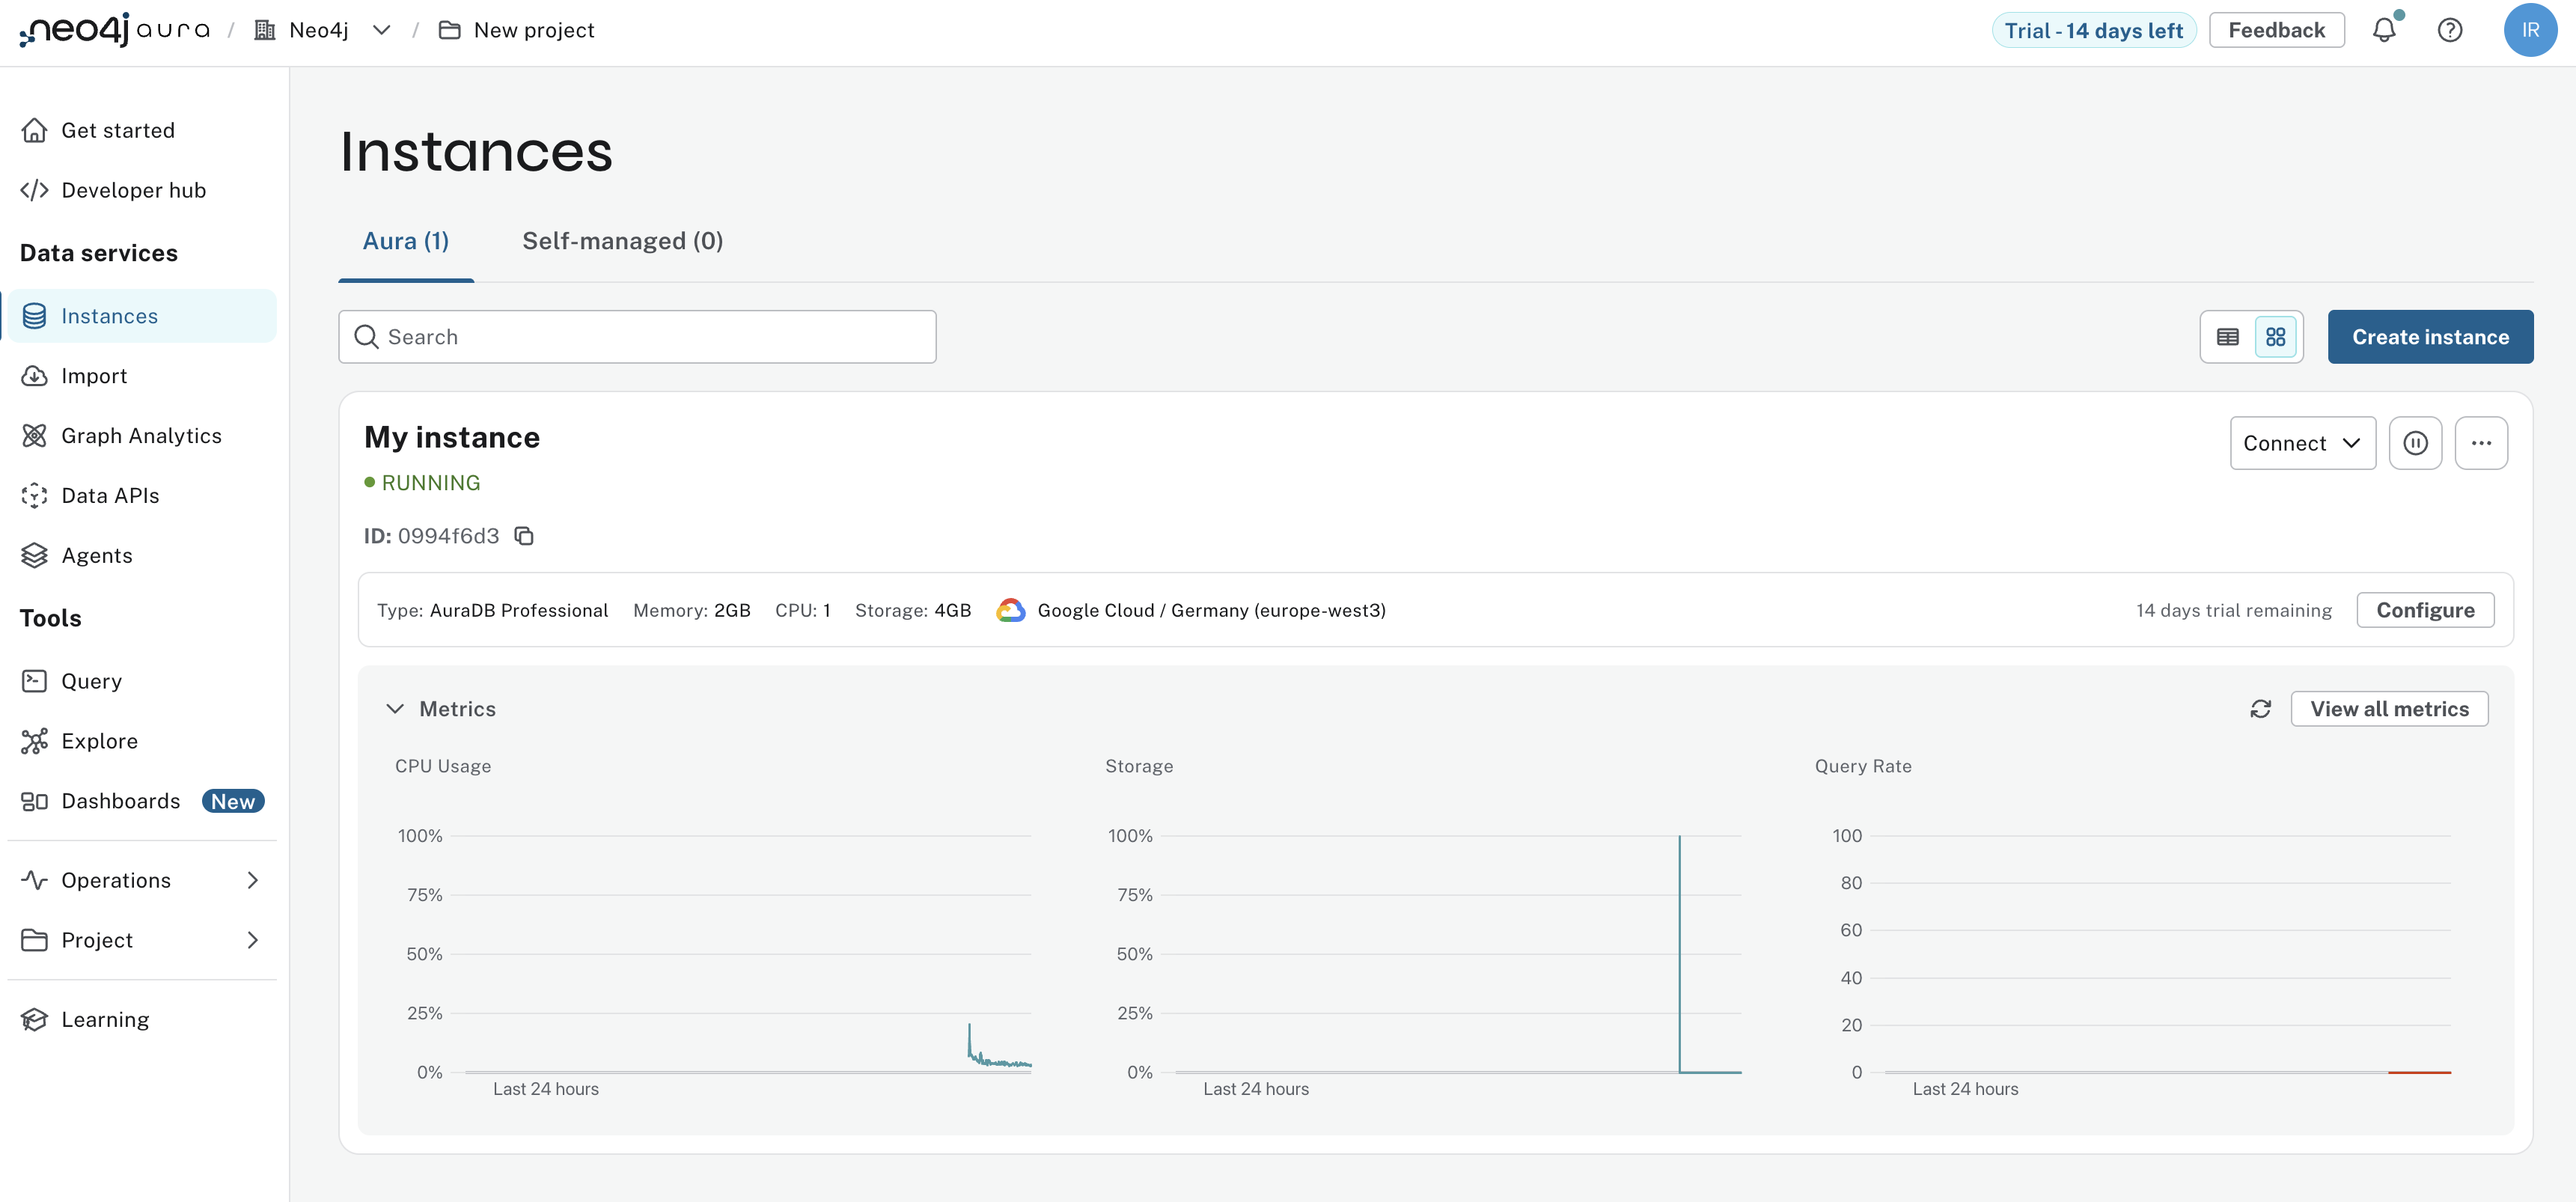 neo4j aura / Neo4j / New project
Trial - 14 days left
Feedback
IR
Get started
Developer hub
Data services
Instances
Import
Graph Analytics
Data APIs
Agents
Tools
Query
Explore
Dashboards New
Operations
Project
Learning
Instances
Aura (1)
Self-managed (0)
Search
Create instance
My instance
RUNNING
ID: 0994f6d3
Connect
Type: AuraDB Professional Memory: 2GB CPU: 1 Storage: 4GB Google Cloud / Germany (europe-west3)
14 days trial remaining
Configure
Metrics
View all metrics
CPU Usage
100%
75%
50%
25%
0%
Last 24 hours
Storage
100%
75%
50%
25%
0%
Last 24 hours
Query Rate
100
80
60
40
20
0
Last 24 hours